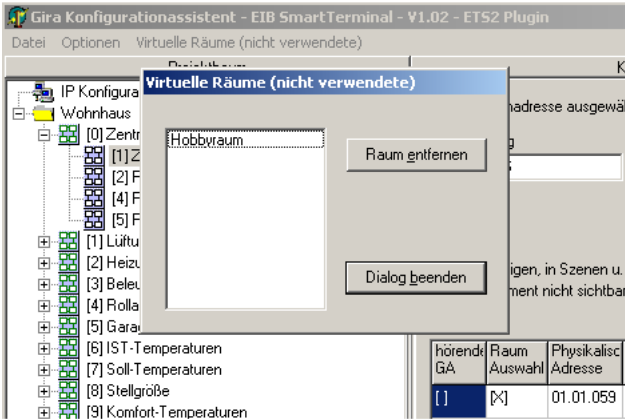 Gira Konfigurationassistent - EIB SmartTerminal - V1.02 - ETS2 Plugin
Datei Optionen Virtuelle Räume (nicht verwendete)
K
IP Konfigura
Wohnhaus
[0] Zentr
[1] Z
[2] F
[4] F
[5] F
[1] Lüftu
[2] Heizu
[3] Beleu
[4] Rolla
[5] Gara
[6] IST-Temperaturen
[7] Soll-Temperaturen
[8] Stellgröße
[9] Komfort-Temperaturen
Virtuelle Räume (nicht verwendete)
Hobbyraum
Raum entfernen
Dialog beenden
nadresse ausgewäl
igen, in Szenen u.
ment nicht sichtbar
hörende GA
Raum Auswahl
Physikalisc Adresse
[ ]
[X]
01.01.059